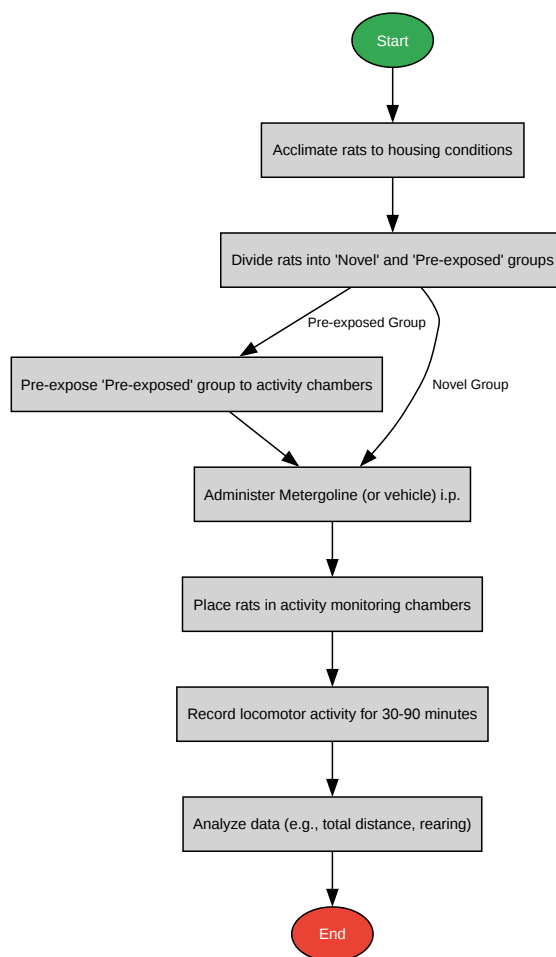 Start
Acclimate rats to housing conditions
Divide rats into 'Novel' and 'Pre-exposed' groups
Pre-exposed Group
Pre-expose 'Pre-exposed' group to activity chambers
Novel Group
Administer Metergoline (or vehicle) i.p.
Place rats in activity monitoring chambers
Record locomotor activity for 30-90 minutes
Analyze data (e.g., total distance, rearing)
End